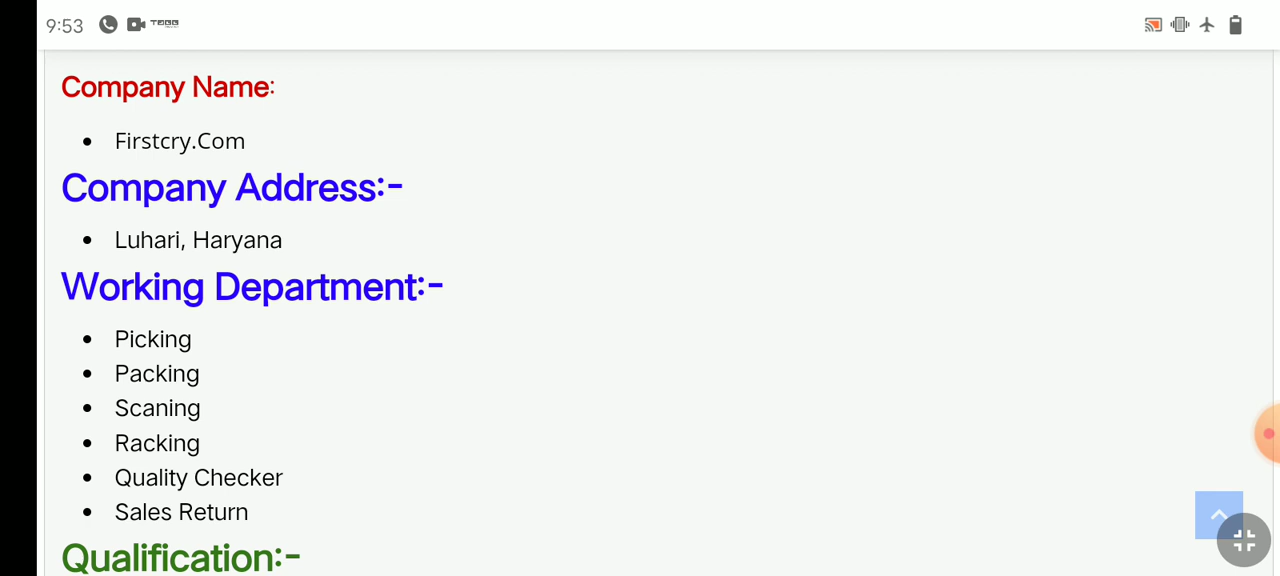 9:53
Company Name:
Firstcry.Com
Company Address:-
Luhari, Haryana
Working Department:-
Picking
Packing
Scaning
Racking
Quality Checker
Sales Return
Qualification:-